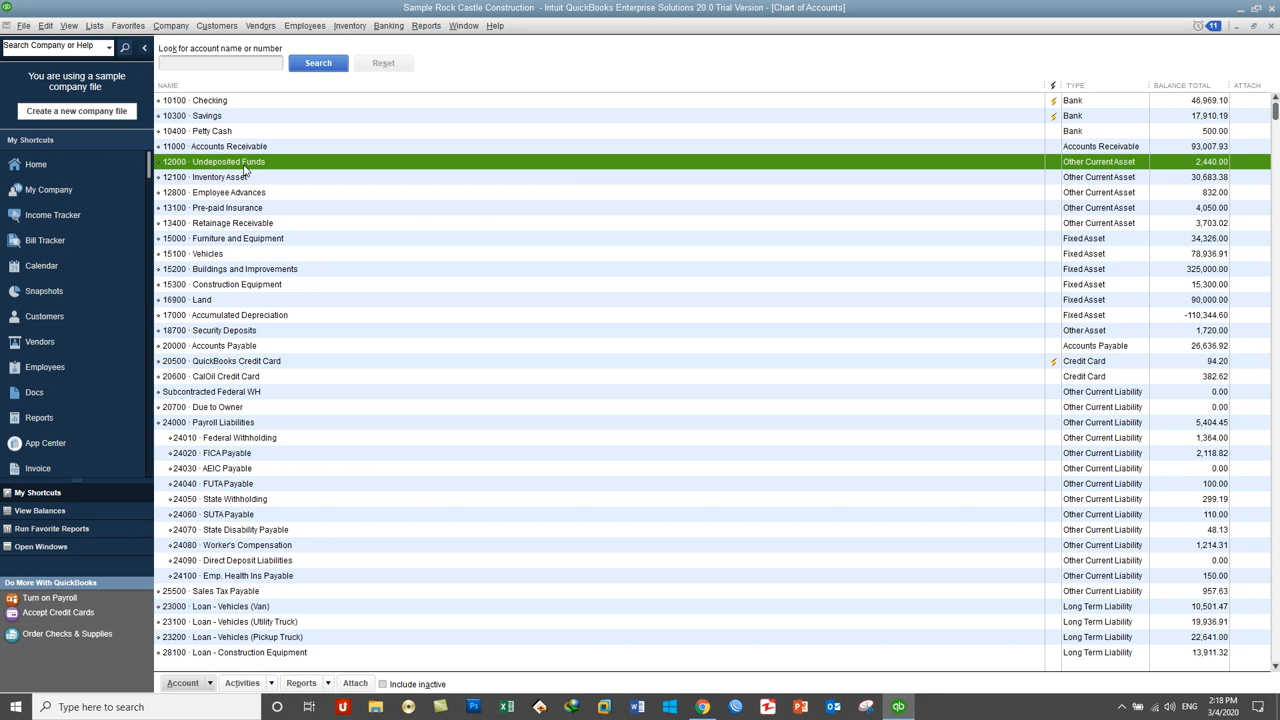 Sample Rock Castle Construction - Intuit QuickBooks Enterprise Solutions 20.0 Trial Version - [Chart of Accounts]
File Edit View Lists Favorites Company Customers Vendors Employees Inventory Banking Reports Window Help 11
Search Company or Help
You are using a sample
company file
Create a new company file
My Shortcuts
Home
My Company
Income Tracker
Bill Tracker
Calendar
Snapshots
Customers
Vendors
Employees
Docs
Reports
App Center
Invoice
My Shortcuts
View Balances
Run Favorite Reports
Open Windows
Do More With QuickBooks
Turn on Payroll
Accept Credit Cards
Order Checks & Supplies
Look for account name or number
Search Reset
NAME TYPE BALANCE TOTAL ATTACH
10100 · Checking Bank 46,969.10
10300 · Savings Bank 17,910.19
10400 · Petty Cash Bank 500.00
11000 · Accounts Receivable Accounts Receivable 93,007.93
12000 · Undeposited Funds Other Current Asset 2,440.00
12100 · Inventory Asset Other Current Asset 30,683.38
12800 · Employee Advances Other Current Asset 832.00
13100 · Pre-paid Insurance Other Current Asset 4,050.00
13400 · Retainage Receivable Other Current Asset 3,703.02
15000 · Furniture and Equipment Fixed Asset 34,326.00
15100 · Vehicles Fixed Asset 78,936.91
15200 · Buildings and Improvements Fixed Asset 325,000.00
15300 · Construction Equipment Fixed Asset 15,300.00
16900 · Land Fixed Asset 90,000.00
17000 · Accumulated Depreciation Fixed Asset -110,344.60
18700 · Security Deposits Other Asset 1,720.00
20000 · Accounts Payable Accounts Payable 26,636.92
20500 · QuickBooks Credit Card Credit Card 94.20
20600 · CalOil Credit Card Credit Card 382.62
Subcontracted Federal WH Other Current Liability 0.00
20700 · Due to Owner Other Current Liability 0.00
24000 · Payroll Liabilities Other Current Liability 5,404.45
24010 · Federal Withholding Other Current Liability 1,364.00
24020 · FICA Payable Other Current Liability 2,118.82
24030 · AEIC Payable Other Current Liability 0.00
24040 · FUTA Payable Other Current Liability 100.00
24050 · State Withholding Other Current Liability 299.19
24060 · SUTA Payable Other Current Liability 110.00
24070 · State Disability Payable Other Current Liability 48.13
24080 · Worker's Compensation Other Current Liability 1,214.31
24090 · Direct Deposit Liabilities Other Current Liability 0.00
24100 · Emp. Health Ins Payable Other Current Liability 150.00
25500 · Sales Tax Payable Other Current Liability 957.63
23000 · Loan - Vehicles (Van) Long Term Liability 10,501.47
23100 · Loan - Vehicles (Utility Truck) Long Term Liability 19,936.91
23200 · Loan - Vehicles (Pickup Truck) Long Term Liability 22,641.00
28100 · Loan - Construction Equipment Long Term Liability 13,911.32
Account Activities Reports Attach Include inactive
Type here to search
2:18 PM
3/4/2020